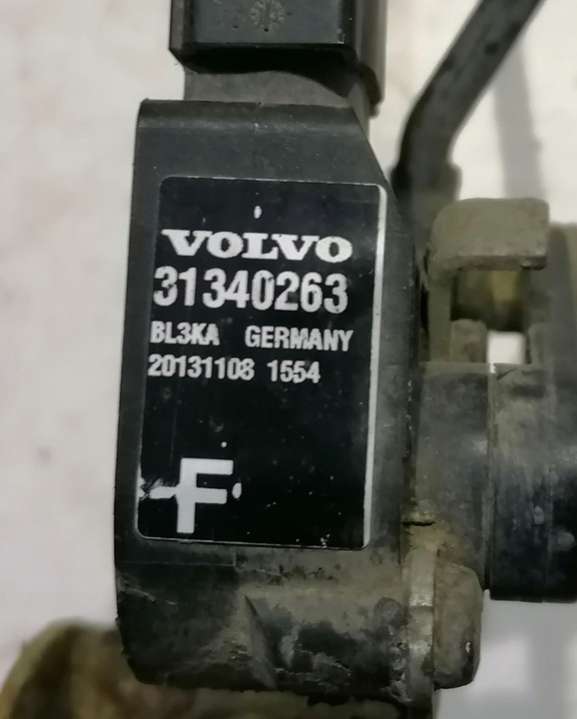 VOLVO
31340263
BL3KA GERMANY
20131108 1554
F